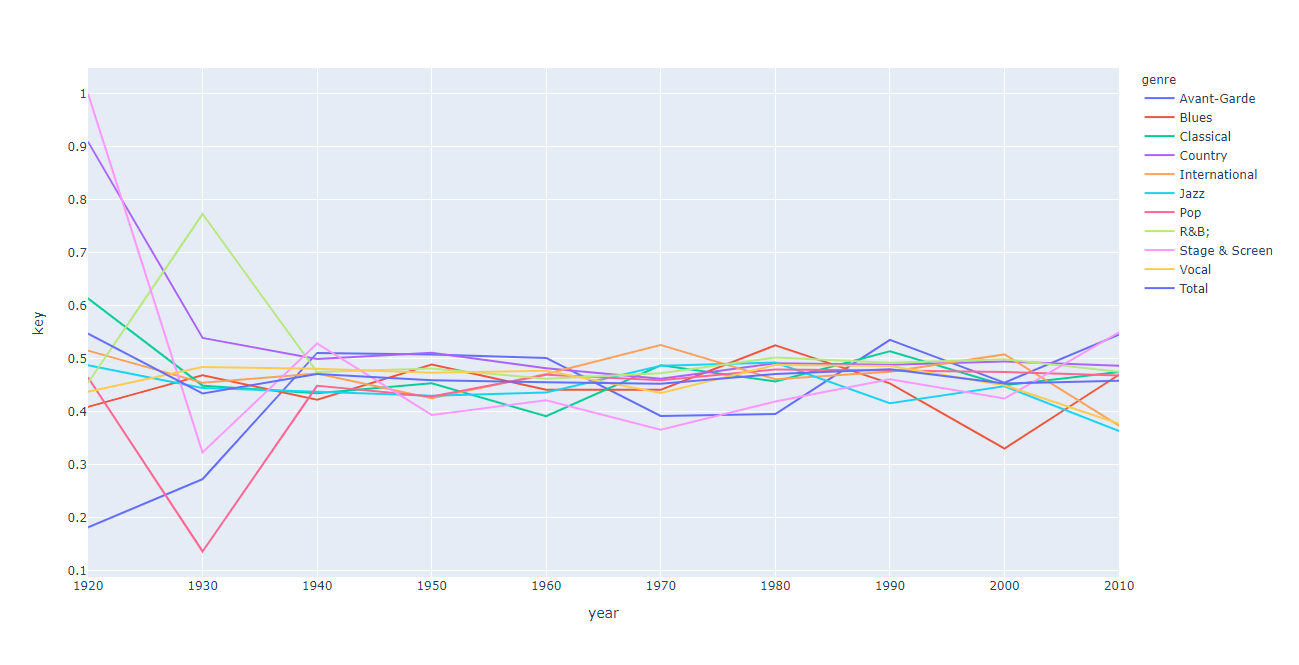 genre
Avant-Garde
Blues
Classical
Country
International
Jazz
Pop
R&B;
Stage & Screen
Vocal
Total
key
1
0.9
0.8
0.7
0.6
0.5
0.4
0.3
0.2
0.1
1920 1930 1940 1950 1960 1970 1980 1990 2000 2010
year